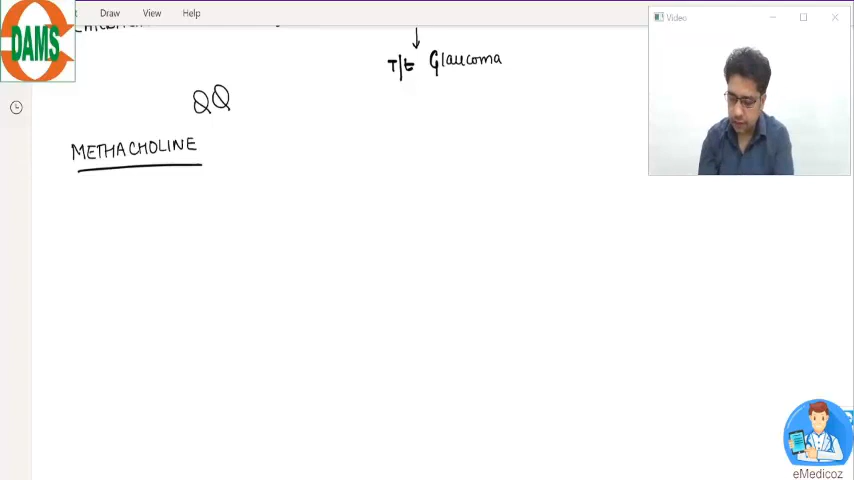 DAMS
Draw View Help
Video
T/t Glaucoma
QQ
METHACHOLINE
eMedicoz